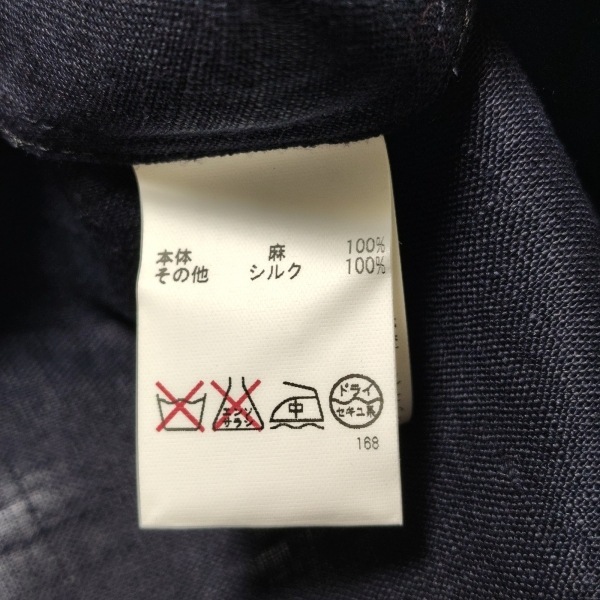 本体 麻 100%
その他 シルク 100%
エンソ
サラシ
中
ドライ
セキユ系
168